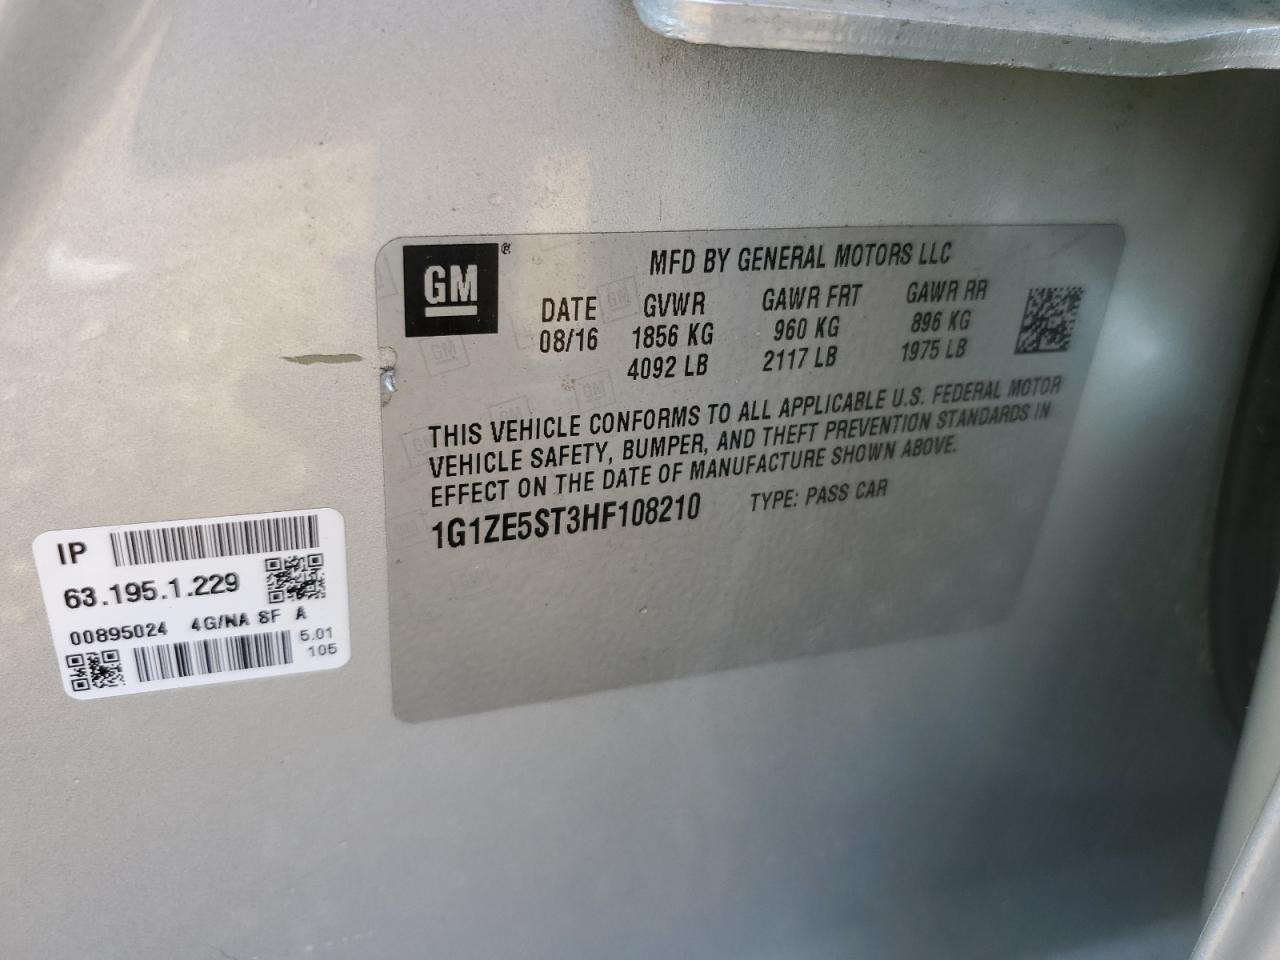 GM ®
MFD BY GENERAL MOTORS LLC
DATE GVWR GAWR FRT GAWR RR
08/16 1856 KG 960 KG 896 KG
4092 LB 2117 LB 1975 LB
THIS VEHICLE CONFORMS TO ALL APPLICABLE U.S. FEDERAL MOTOR
VEHICLE SAFETY, BUMPER, AND THEFT PREVENTION STANDARDS IN
EFFECT ON THE DATE OF MANUFACTURE SHOWN ABOVE.
1G1ZE5ST3HF108210 TYPE: PASS CAR
IP
63.195.1.229
00895024 4G/NA 8F A
5.01
105